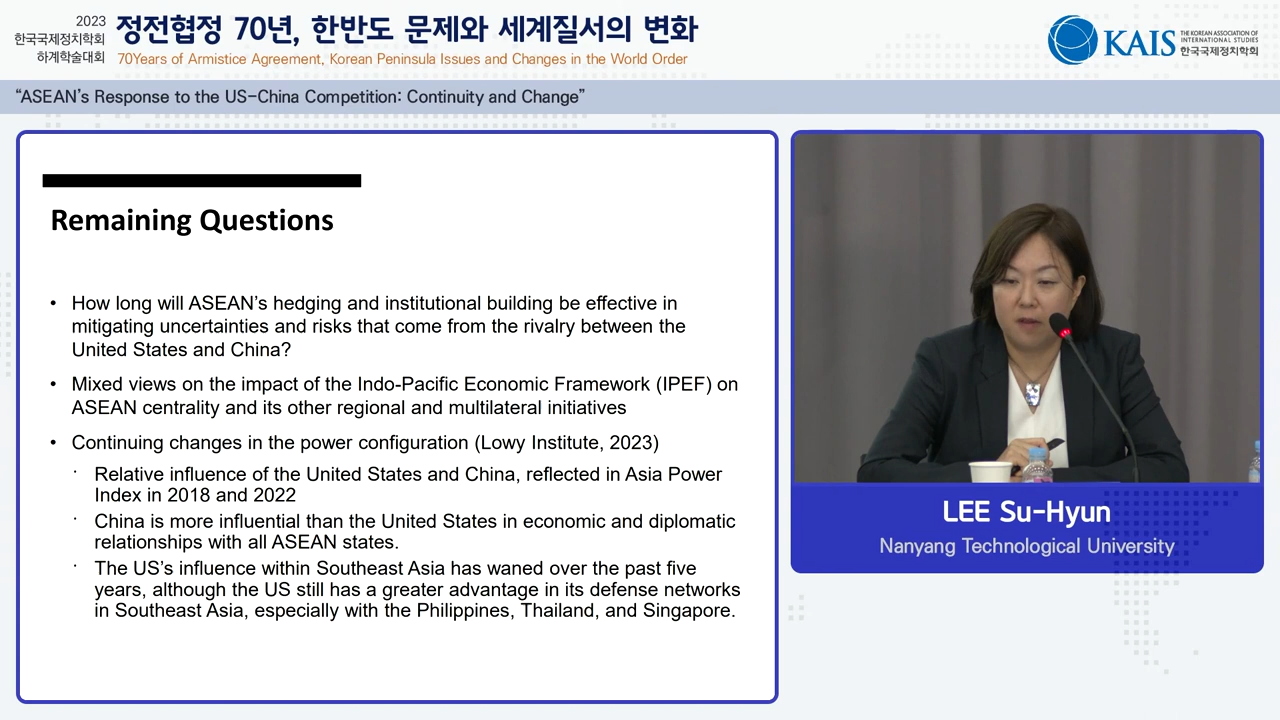 2023
한국국제정치학회
하계학술대회
정전협정 70년, 한반도 문제와 세계질서의 변화
70Years of Armistice Agreement, Korean Peninsula Issues and Changes in the World Order
KAIS
THE KOREAN ASSOCIATION OF
INTERNATIONAL STUDIES
한국국제정치학회
“ASEAN’s Response to the US-China Competition: Continuity and Change”
Remaining Questions
• How long will ASEAN’s hedging and institutional building be effective in
mitigating uncertainties and risks that come from the rivalry between the
United States and China?
• Mixed views on the impact of the Indo-Pacific Economic Framework (IPEF) on
ASEAN centrality and its other regional and multilateral initiatives
• Continuing changes in the power configuration (Lowy Institute, 2023)
· Relative influence of the United States and China, reflected in Asia Power
Index in 2018 and 2022
· China is more influential than the United States in economic and diplomatic
relationships with all ASEAN states.
· The US’s influence within Southeast Asia has waned over the past five
years, although the US still has a greater advantage in its defense networks
in Southeast Asia, especially with the Philippines, Thailand, and Singapore.
LEE Su-Hyun
Nanyang Technological University